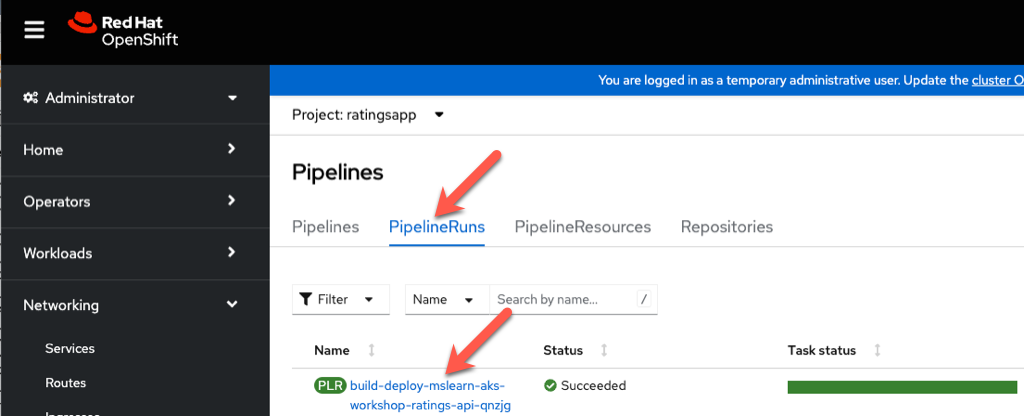 Red Hat
OpenShift
You are logged in as a temporary administrative user. Update the cluster O
Administrator
Project: ratingsapp
Home
Pipelines
Operators
Pipelines PipelineRuns PipelineResources Repositories
Workloads
Networking
Filter Name Search by name... /
Services
Name Status Task status
Routes
PLR build-deploy-mslearn-aks-
workshop-ratings-api-qnzjg
Succeeded